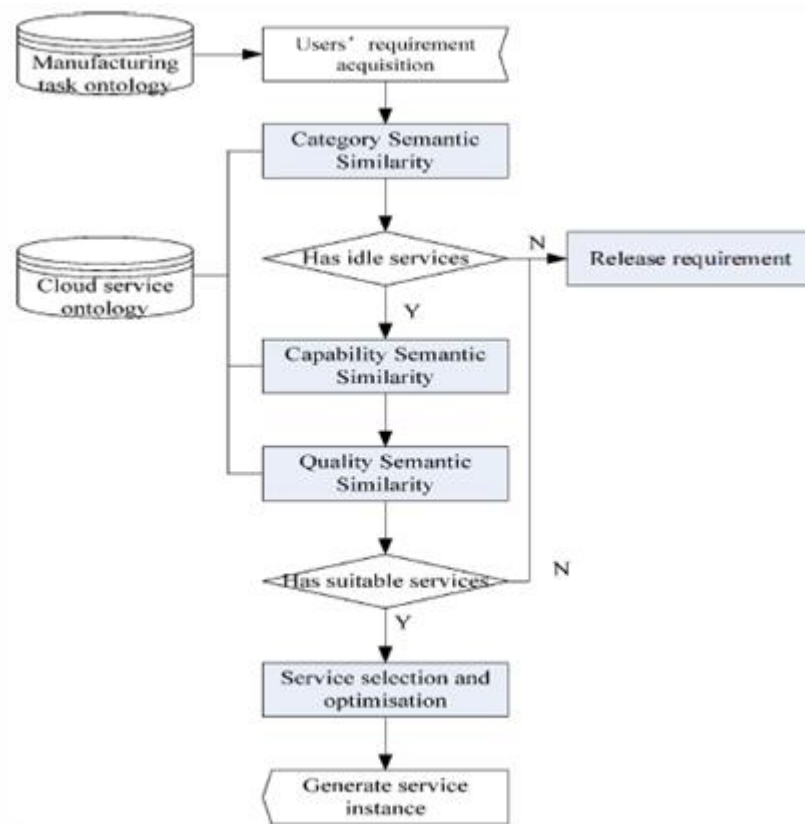 Manufacturing
task ontology
Users' requirement
acquisition
Category Semantic
Similarity
Has idle services
N
Release requirement
Cloud service
ontology
Y
Capability Semantic
Similarity
Quality Semantic
Similarity
Has suitable services
N
Y
Service selection and
optimisation
Generate service
instance